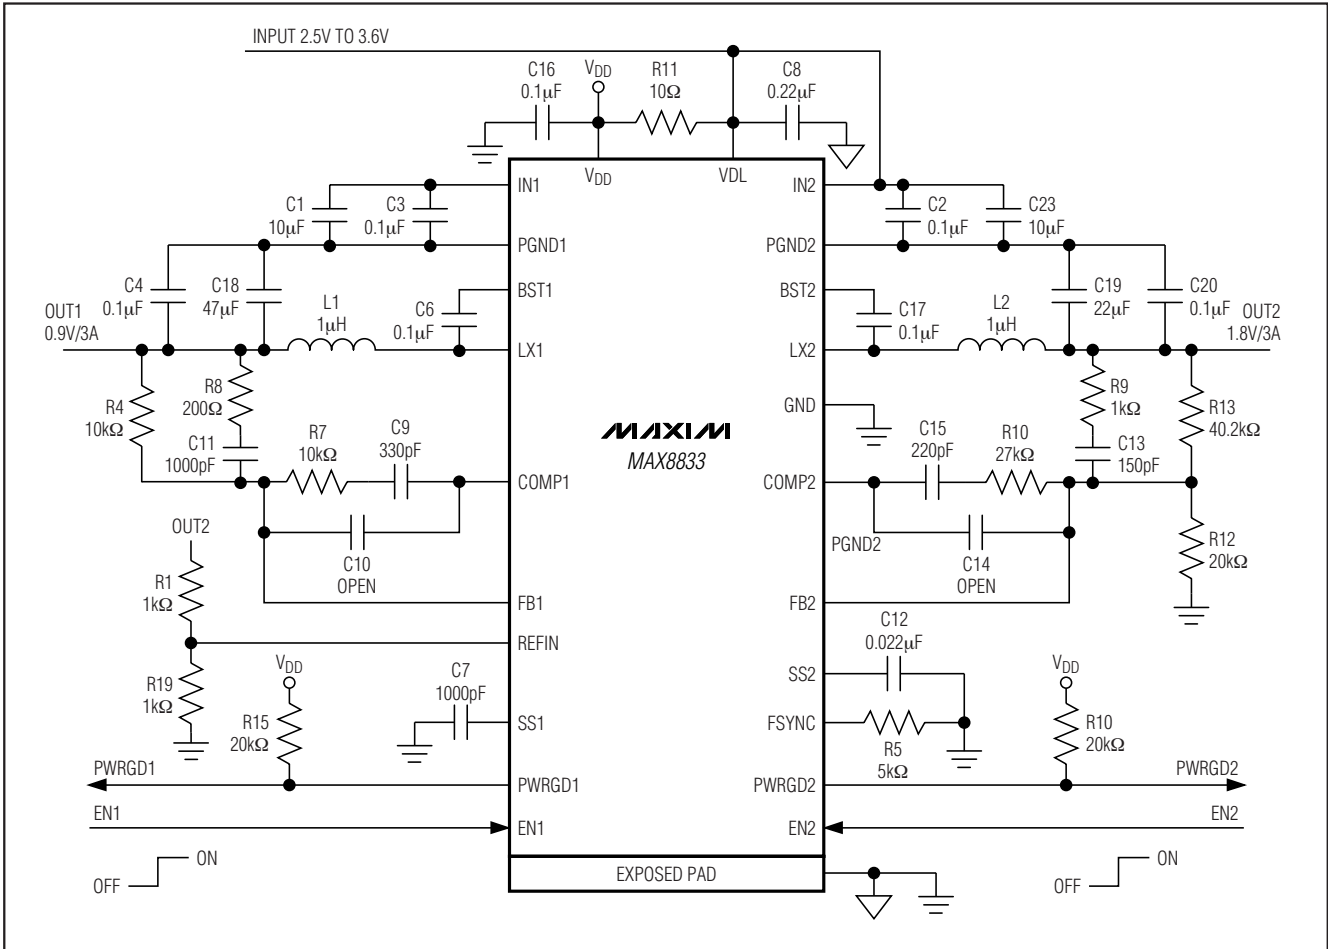 INPUT 2.5V TO 3.6V
C16
0.1µF
VDD
R11
10Ω
C8
0.22µF
VDD
VDL
IN1
IN2
C1
10µF
C3
0.1µF
C2
0.1µF
C23
10µF
PGND1
PGND2
C4
0.1µF
C18
47µF
L1
1µH
C6
0.1µF
BST1
BST2
C17
0.1µF
L2
1µH
C19
22µF
C20
0.1µF
OUT1
0.9V/3A
OUT2
1.8V/3A
LX1
LX2
R4
10kΩ
R8
200Ω
C11
1000pF
R7
10kΩ
C9
330pF
MAXIM
MAX8833
GND
C15
220pF
R10
27kΩ
R9
1kΩ
C13
150pF
R13
40.2kΩ
COMP1
COMP2
C10
OPEN
PGND2
C14
OPEN
R12
20kΩ
OUT2
R1
1kΩ
FB1
FB2
REFIN
R19
1kΩ
VDD
R15
20kΩ
C7
1000pF
SS1
C12
0.022µF
SS2
FSYNC
R5
5kΩ
VDD
R10
20kΩ
PWRGD1
PWRGD1
PWRGD2
PWRGD2
EN1
EN1
EN2
EN2
ON
OFF
EXPOSED PAD
ON
OFF